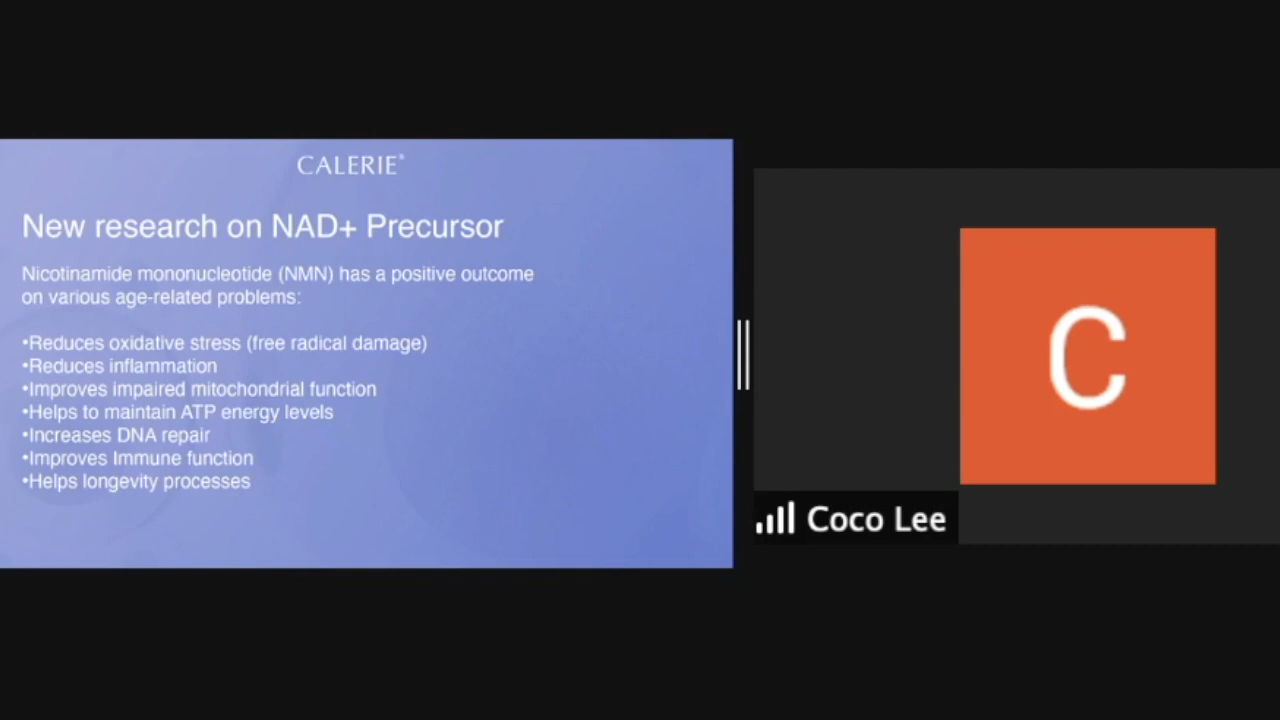 CALERIE®
New research on NAD+ Precursor
Nicotinamide mononucleotide (NMN) has a positive outcome
on various age-related problems:
•Reduces oxidative stress (free radical damage)
•Reduces inflammation
•Improves impaired mitochondrial function
•Helps to maintain ATP energy levels
•Increases DNA repair
•Improves Immune function
•Helps longevity processes
C
Coco Lee